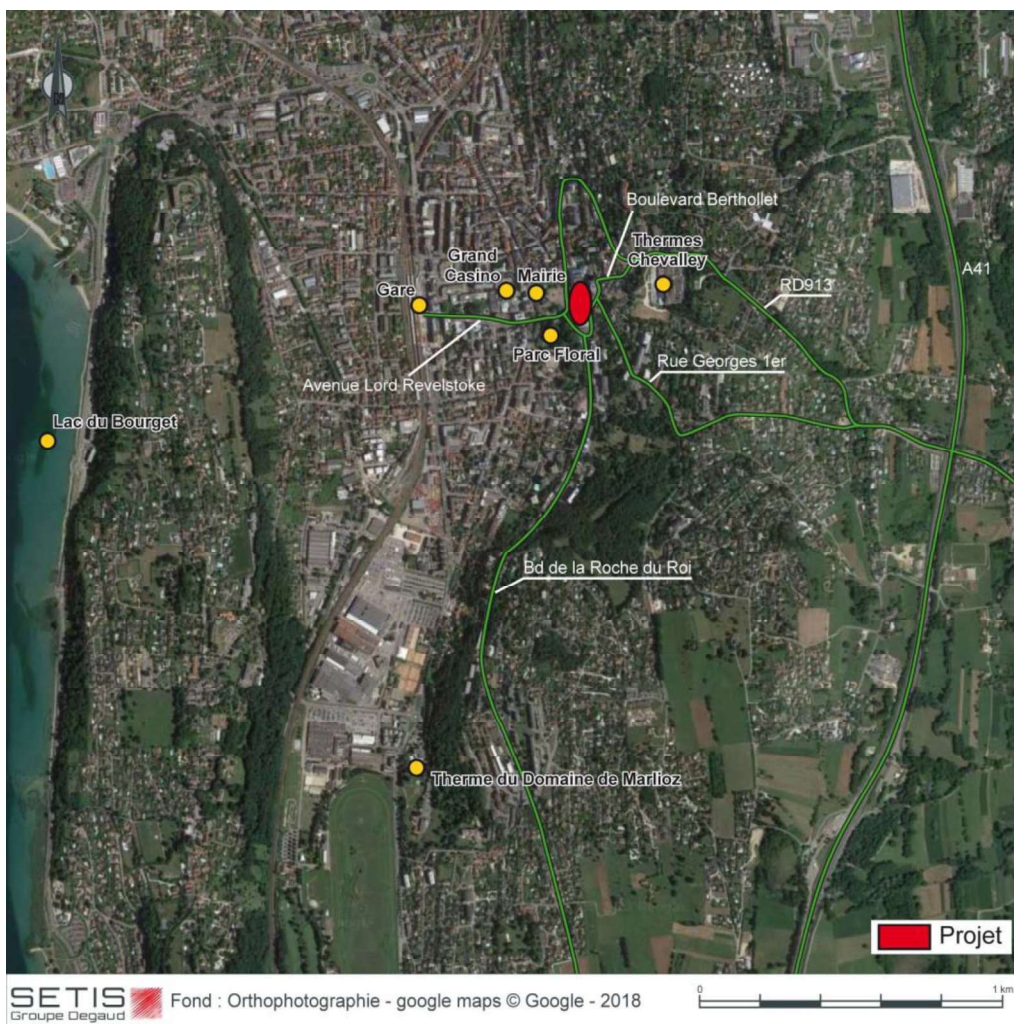 Boulevard Berthollet
Thermes
Chevalley
Grand
Casino
Mairie
Gare
RD913
A41
Parc Floral
Rue Georges 1er
Avenue Lord Revelstoke
Lac du Bourget
Bd de la Roche du Roi
Therme du Domaine de Marlioz
Projet
SETIS
Groupe Degaud
Fond : Orthophotographie - google maps © Google - 2018
0
1 km